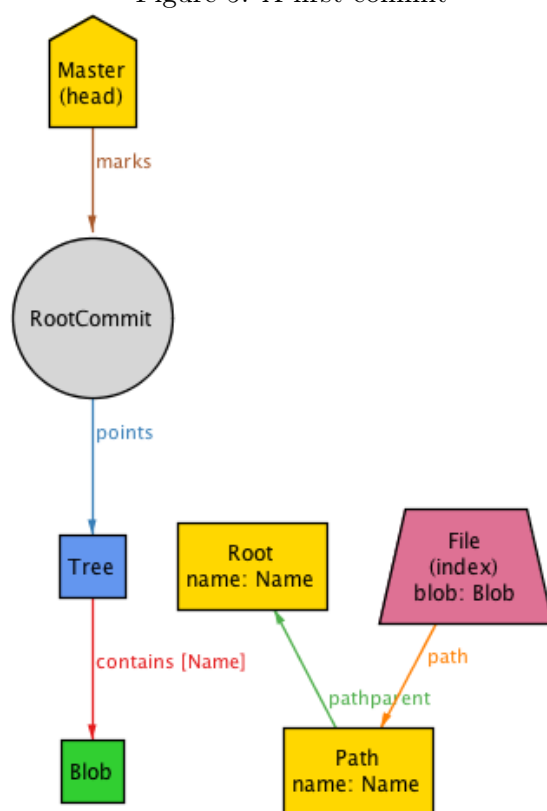 Master
(head)
marks
RootCommit
points
Tree
Root
name: Name
File
(index)
blob: Blob
contains [Name]
path
pathparent
Blob
Path
name: Name